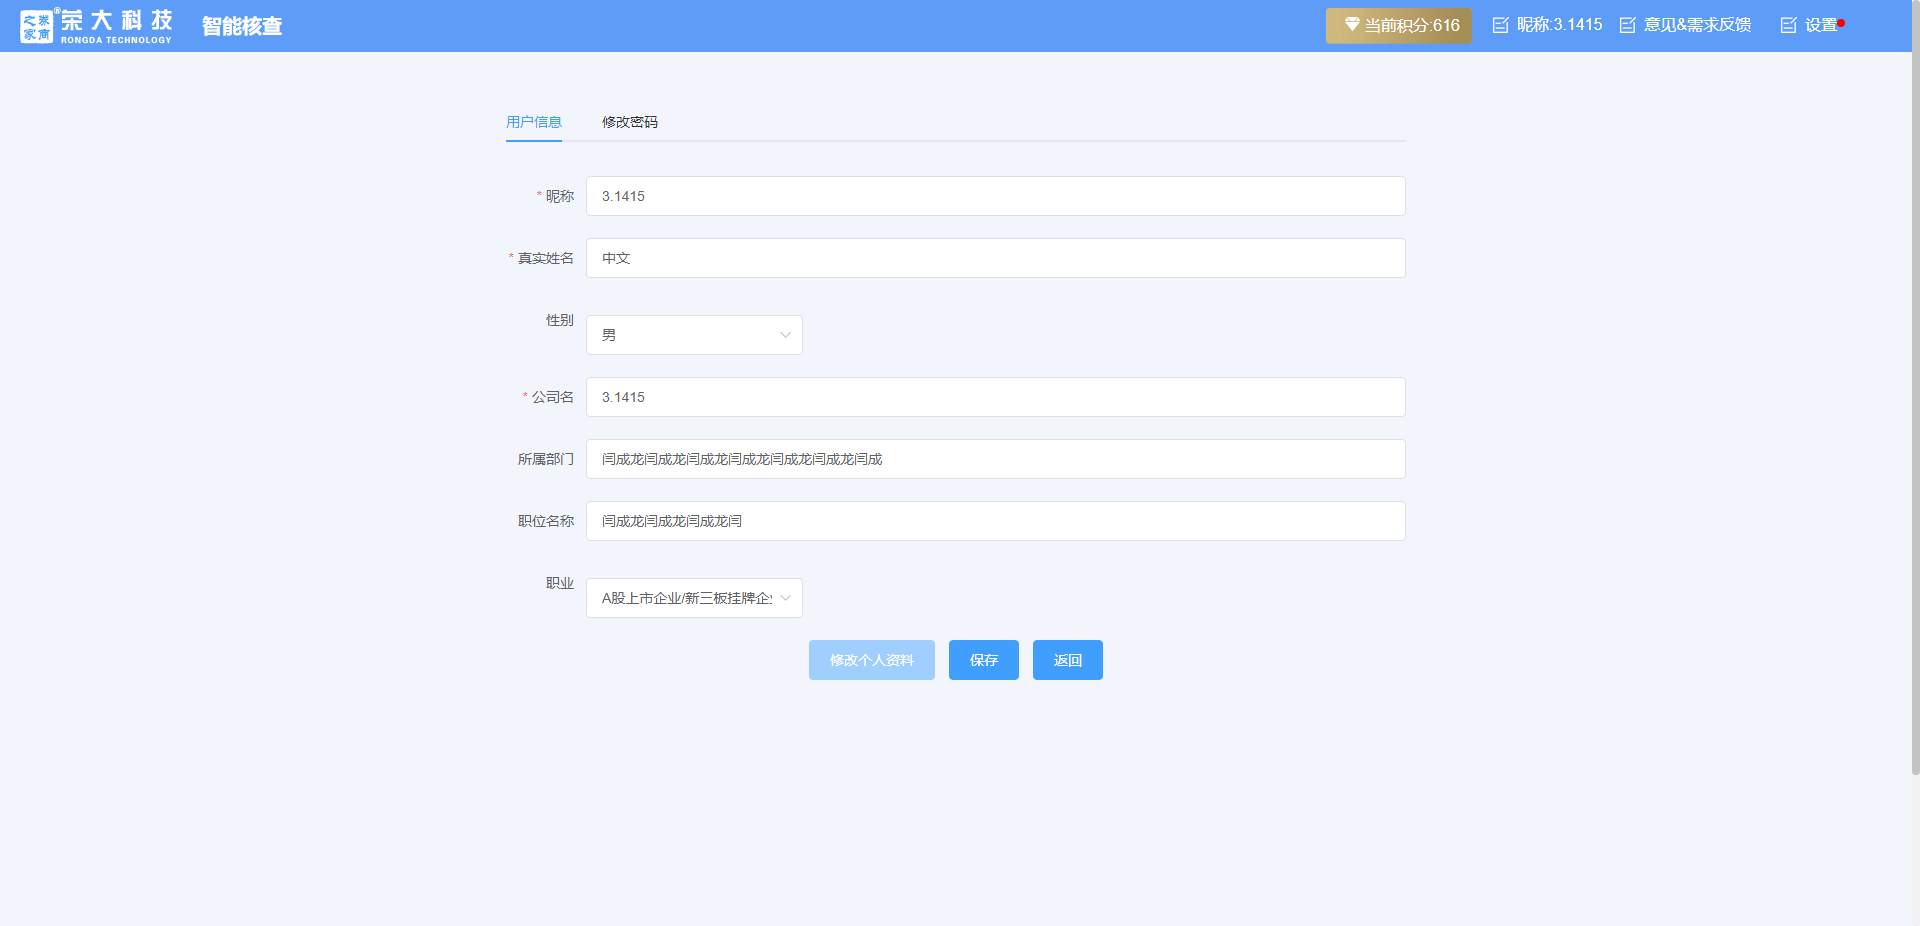 之券家商®荣大科技
RONGDA TECHNOLOGY
智能核查
当前积分:616
昵称:3.1415
意见&需求反馈
设置
用户信息
修改密码
* 昵称
3.1415
* 真实姓名
中文
性别
男
* 公司名
3.1415
所属部门
闫成龙闫成龙闫成龙闫成龙闫成龙闫成龙闫成
职位名称
闫成龙闫成龙闫成龙闫
职业
A股上市企业/新三板挂牌企
修改个人资料
保存
返回